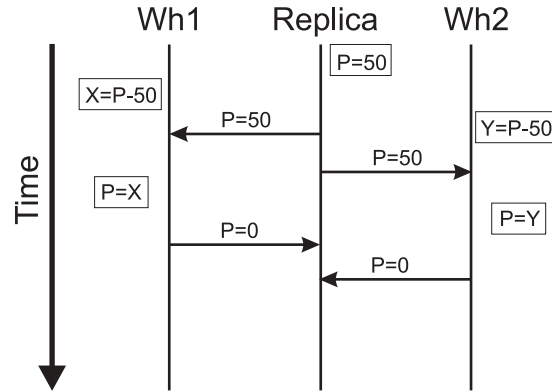 Wh1 Replica Wh2
P=50
X=P-50
P=50
Y=P-50
P=50
P=X
P=Y
P=0
P=0
Time